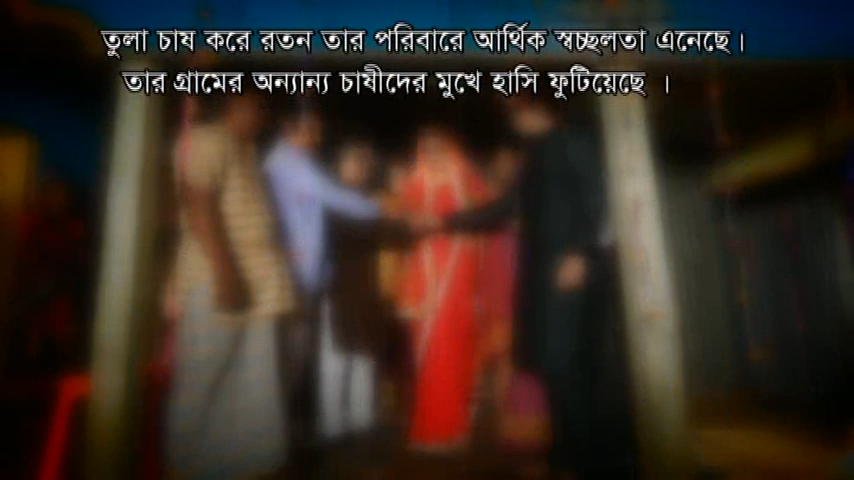 তুলা চাষ করে রতন তার পরিবারে আর্থিক স্বচ্ছলতা এনেছে।
তার গ্রামের অন্যান্য চাষীদের মুখে হাসি ফুটিয়েছে ।